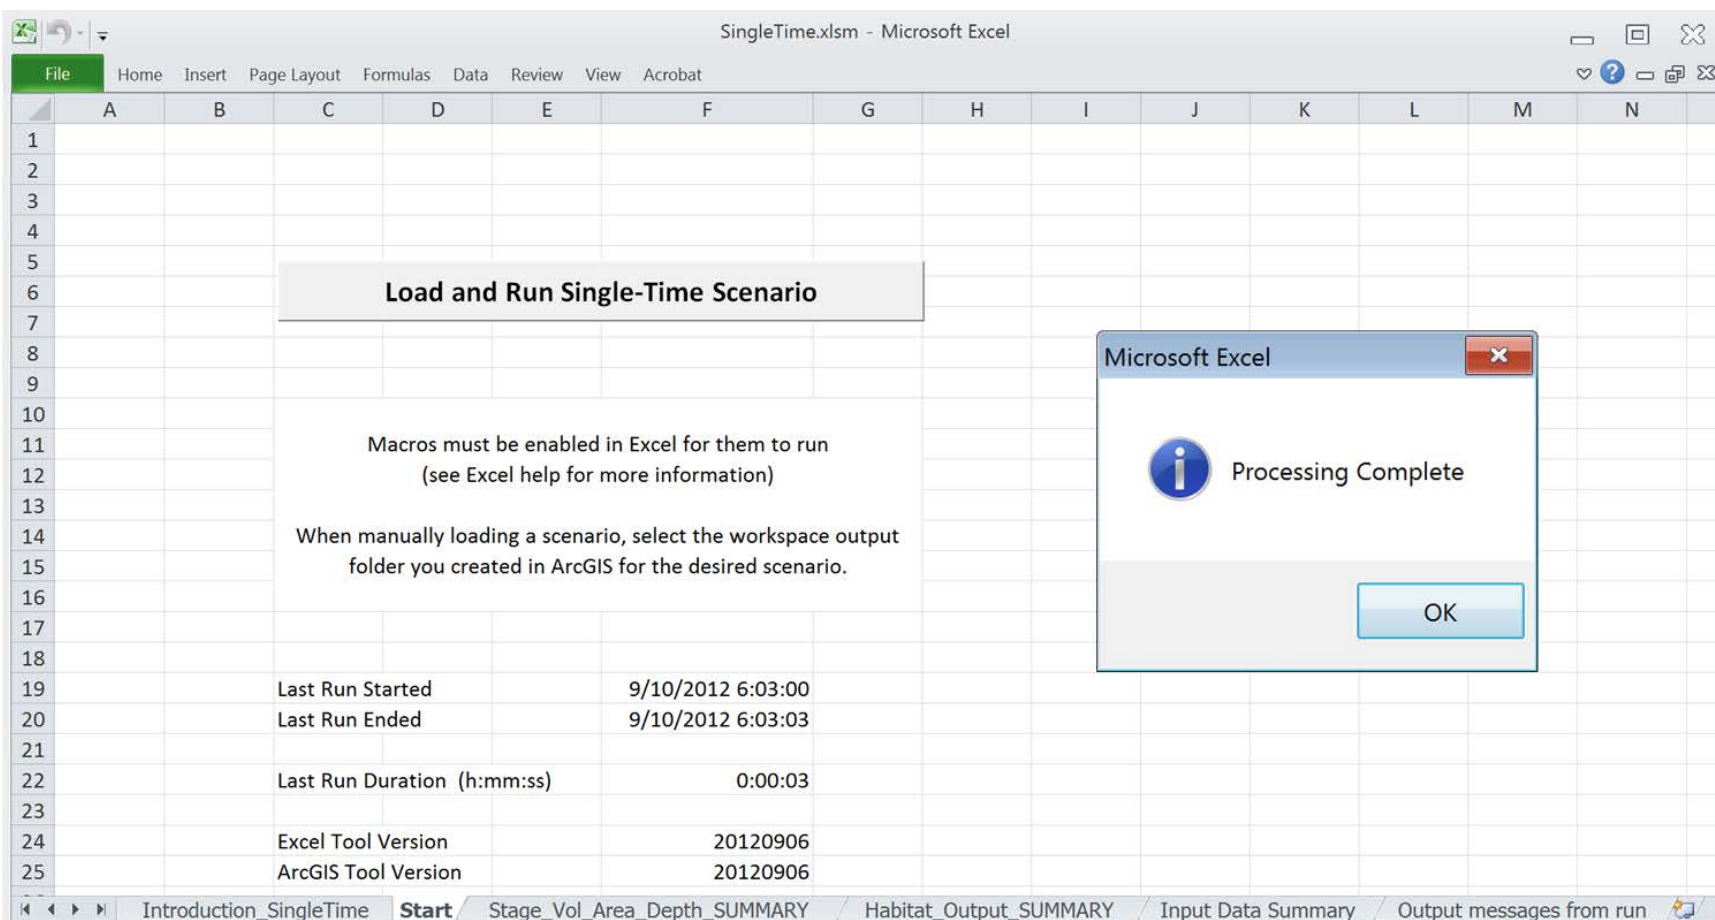 SingleTime.xlsm - Microsoft Excel
File Home Insert Page Layout Formulas Data Review View Acrobat
A B C D E F G H I J K L M N
1
2
3
4
5
6 Load and Run Single-Time Scenario
7
8 Microsoft Excel
9
10
11 Macros must be enabled in Excel for them to run
12 (see Excel help for more information) Processing Complete
13
14 When manually loading a scenario, select the workspace output
15 folder you created in ArcGIS for the desired scenario.
16 OK
17
18
19 Last Run Started 9/10/2012 6:03:00
20 Last Run Ended 9/10/2012 6:03:03
21
22 Last Run Duration (h:mm:ss) 0:00:03
23
24 Excel Tool Version 20120906
25 ArcGIS Tool Version 20120906
Introduction_SingleTime Start Stage_Vol_Area_Depth_SUMMARY Habitat_Output_SUMMARY Input Data Summary Output messages from run